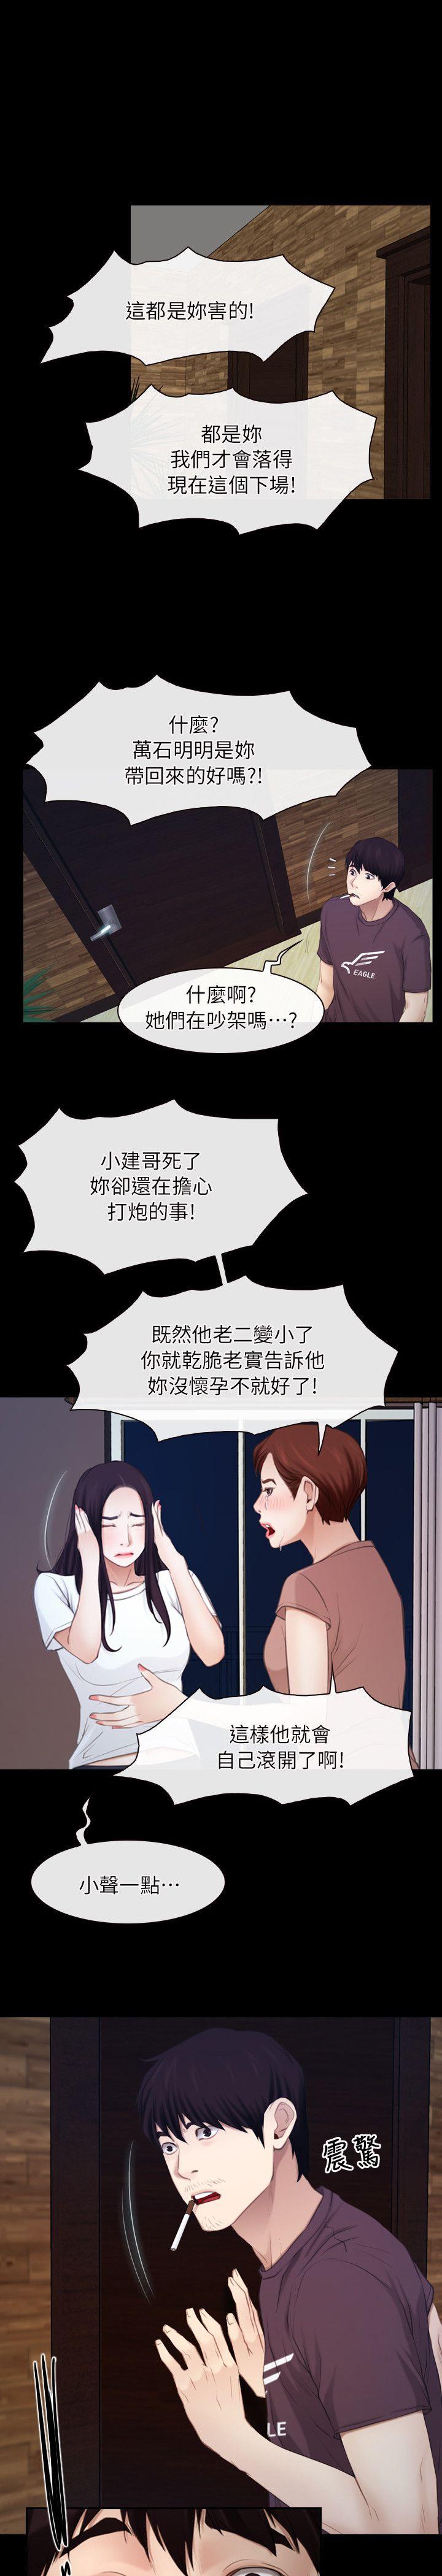 這都是妳害的!
都是妳
我們才會落得
現在這個下場!
什麼?
萬石明明是妳
帶回來的好嗎?!
EAGLE
什麼啊?
她們在吵架嗎…?
小建哥死了
妳卻還在擔心
打炮的事!
既然他老二變小了
你就乾脆老實告訴他
妳沒懷孕不就好了!
這樣他就會
自己滾開了啊!
小聲一點…
震驚
LE